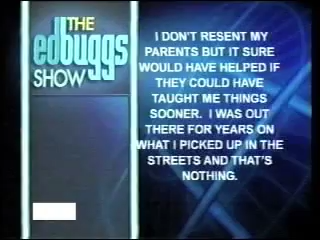 THE
edbuggs
SHOW
I DON'T RESENT MY
PARENTS BUT IT SURE
WOULD HAVE HELPED IF
THEY COULD HAVE
TAUGHT ME THINGS
SOONER. I WAS OUT
THERE FOR YEARS ON
WHAT I PICKED UP IN THE
STREETS AND THAT'S
NOTHING.